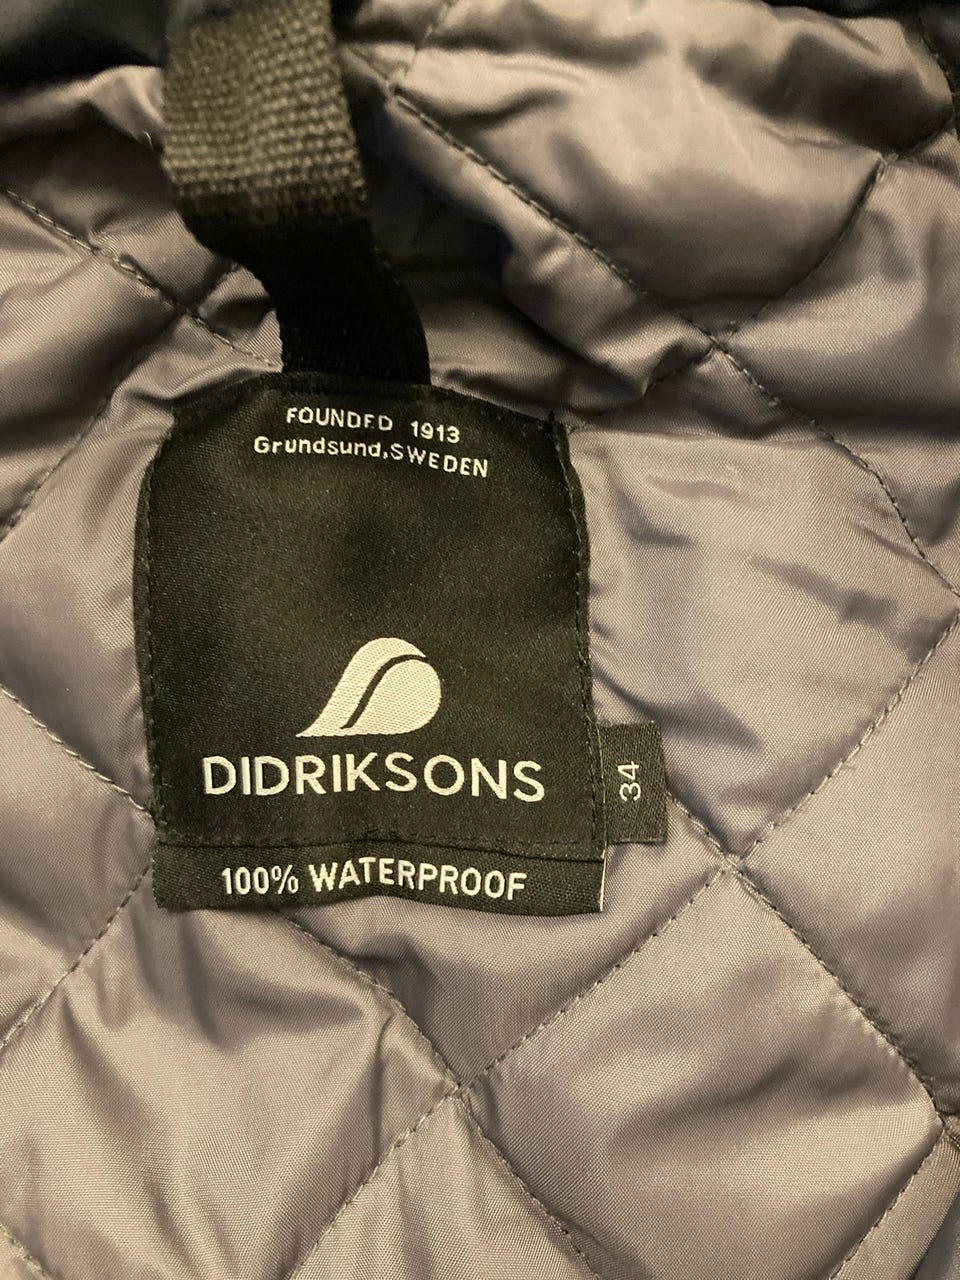 FOUNDED 1913
Grundsund,SWEDEN
DIDRIKSONS
34
100% WATERPROOF